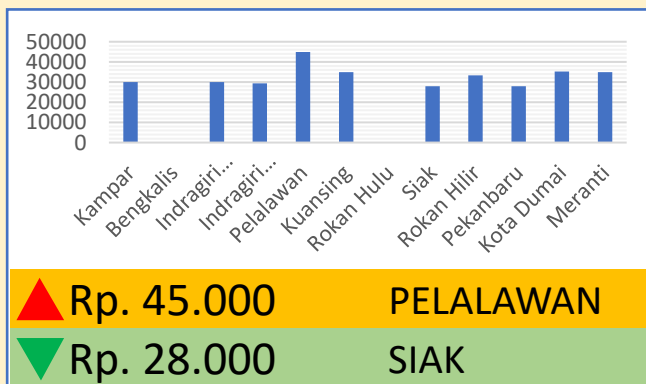 50000
40000
30000
20000
10000
0
Kampar
Bengkalis
Indragiri...
Indragiri...
Pelalawan
Kuansing
Rokan Hulu
Siak
Rokan Hilir
Pekanbaru
Kota Dumai
Meranti
Rp. 45.000 PELALAWAN
Rp. 28.000 SIAK